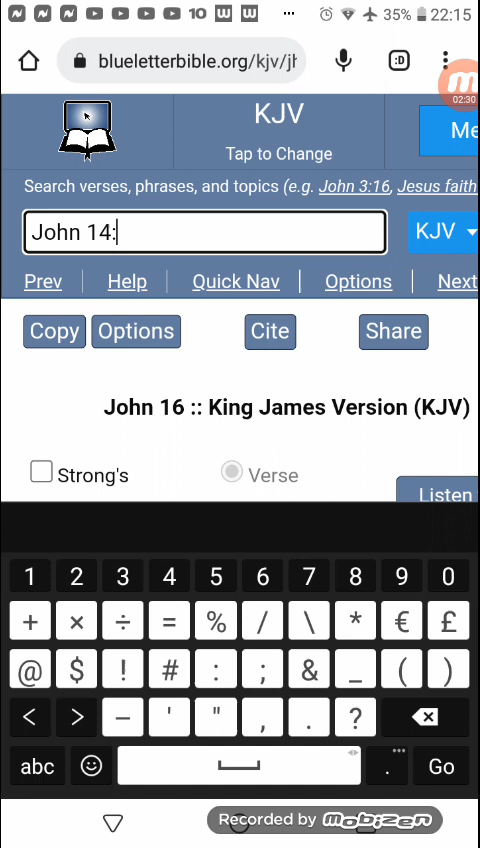 10 W W ... 35% 22:15
blueletterbible.org/kjv/jh :D
02:30
KJV
Tap to Change
Me
Search verses, phrases, and topics (e.g. John 3:16, Jesus faith
John 14:
KJV
Prev Help Quick Nav Options Next
Copy Options Cite Share
John 16 :: King James Version (KJV)
Strong's Verse
Listen
1 2 3 4 5 6 7 8 9 0
+ × ÷ = % / \ * € £
@ $ ! # : ; & _ ( )
< > – ' " , . ?
abc . Go
Recorded by MOBIZEN